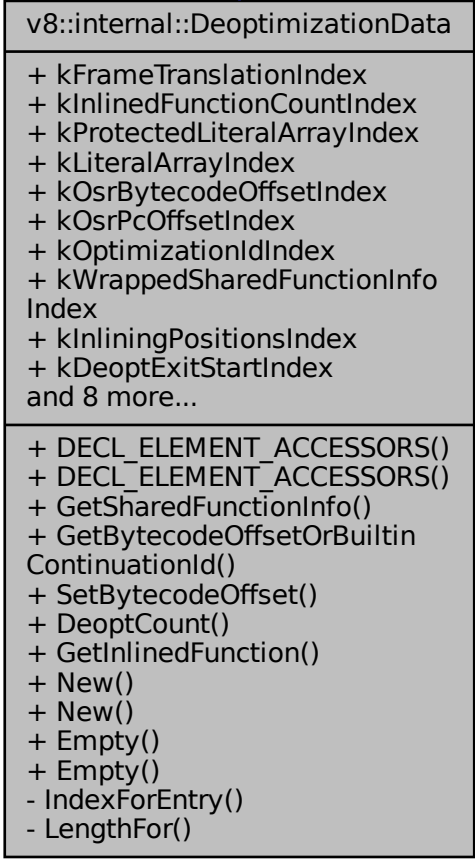 v8::internal::DeoptimizationData
+ kFrameTranslationIndex
+ kInlinedFunctionCountIndex
+ kProtectedLiteralArrayIndex
+ kLiteralArrayIndex
+ kOsrBytecodeOffsetIndex
+ kOsrPcOffsetIndex
+ kOptimizationIdIndex
+ kWrappedSharedFunctionInfo
Index
+ kInliningPositionsIndex
+ kDeoptExitStartIndex
and 8 more...
+ DECL_ELEMENT_ACCESSORS()
+ DECL_ELEMENT_ACCESSORS()
+ GetSharedFunctionInfo()
+ GetBytecodeOffsetOrBuiltin
ContinuationId()
+ SetBytecodeOffset()
+ DeoptCount()
+ GetInlinedFunction()
+ New()
+ New()
+ Empty()
+ Empty()
- IndexForEntry()
- LengthFor()